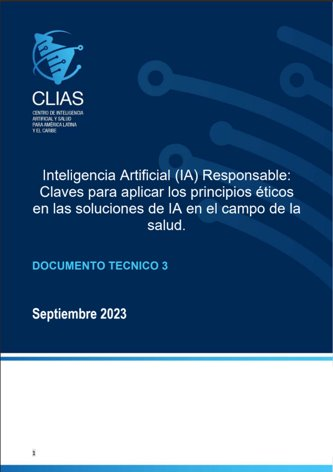 CLIAS
CENTRO DE INTELIGENCIA
ARTIFICIAL Y SALUD
PARA AMÉRICA LATINA
Y EL CARIBE
Inteligencia Artificial (IA) Responsable:
Claves para aplicar los principios éticos
en las soluciones de IA en el campo de la
salud.
DOCUMENTO TECNICO 3
Septiembre 2023
1